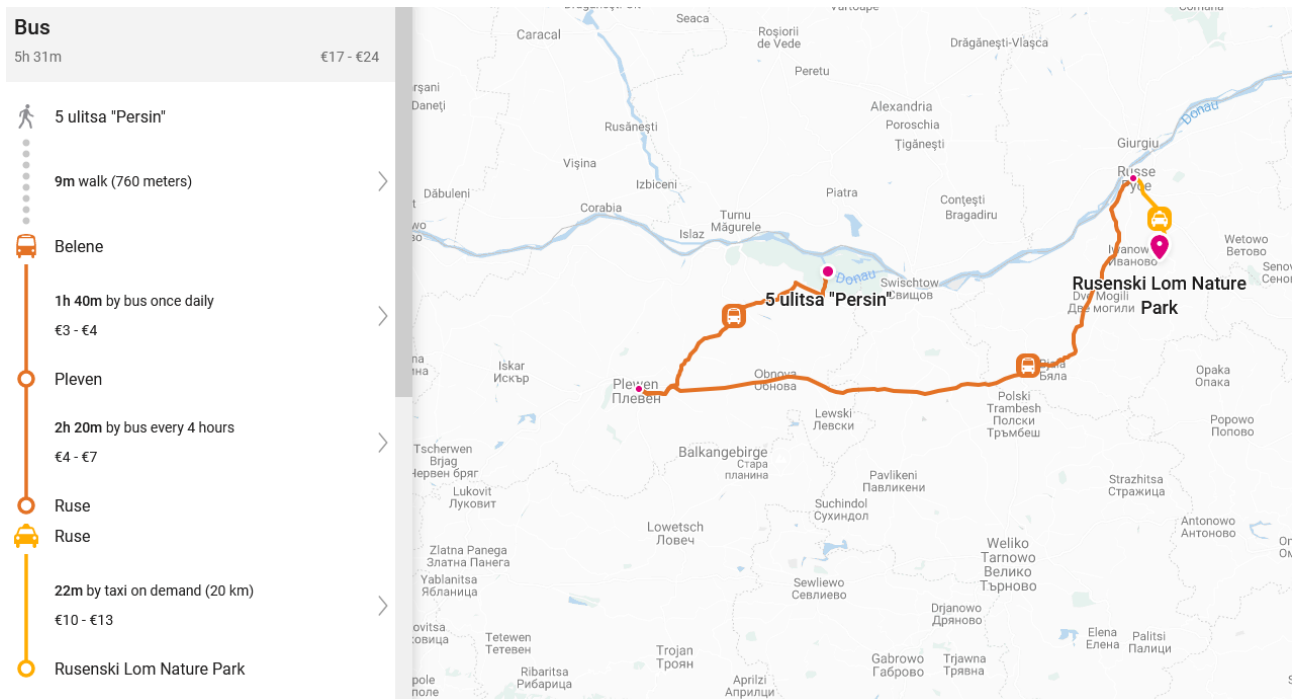 Bus
5h 31m €17 - €24
5 ulitsa "Persin"
9m walk (760 meters)
Belene
1h 40m by bus once daily
€3 - €4
Pleven
2h 20m by bus every 4 hours
€4 - €7
Ruse
Ruse
22m by taxi on demand (20 km)
€10 - €13
Rusenski Lom Nature Park
Seaca
Caracal
Roșiorii
de Vede
Drăgănești-Vlașca
Peretu
Daneți
Alexandria
Poroschia
Țigănești
Rusănești
Donau
Giurgiu
Vișina
Izbiceni
Dăbuleni
Corabia
Piatra
Turnu
Măgurele
Islaz
Conțești
Bragadiru
Russe
Русе
Iwanowo
Иваново
Wetowo
Ветово
Donau
5 ulitsa "Persin"
Swischtow
Свищов
Rusenski Lom Nature
Park
Dve Mogili
Две могили
Iskar
Искър
Plewen
Плевен
Obnova
Обнова
Bjala
Бяла
Opaka
Опака
Lewski
Левски
Polski
Trambesh
Полски
Тръмбеш
Popowo
Попово
Tscherwen
Brjag
Balkangebirge
Стара
планина
Lukovit
Луковит
Pavlikeni
Павликени
Strazhitsa
Стражица
Suchindol
Сухиндол
Lowetsch
Ловеч
Antonowo
Антоново
Zlatna Panega
Златна Панега
Weliko
Tarnowo
Велико
Търново
Yablanitsa
Ябланица
Sewliewo
Севлиево
Drjanowo
Дряново
Elena
Елена
Palitsi
Палици
Tetewen
Тетевен
Trojan
Троян
Gabrowo
Габрово
Trjawna
Трявна
Ribaritsa
Рибарица
Aprilzi
Априлци